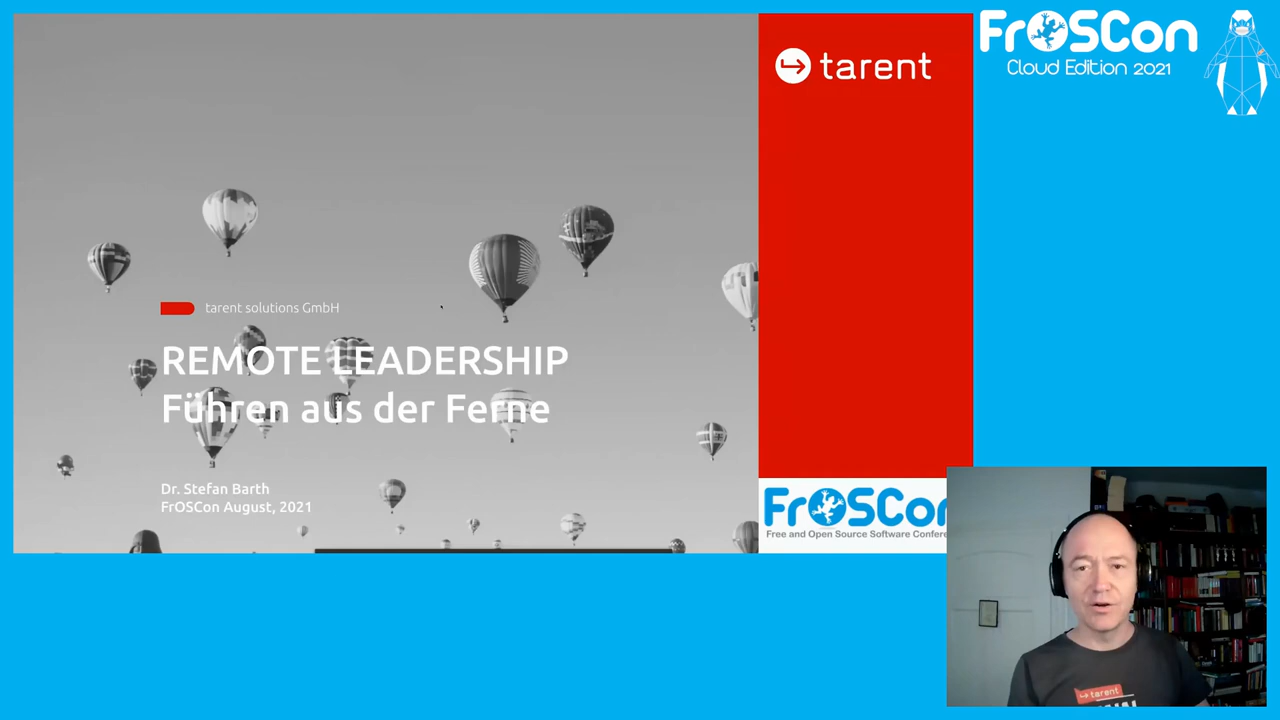 tarent
FrOSCon
Cloud Edition 2021
tarent solutions GmbH
REMOTE LEADERSHIP
Führen aus der Ferne
Dr. Stefan Barth
FrOSCon August, 2021
FrOSCon
Free and Open Source Software
tarent